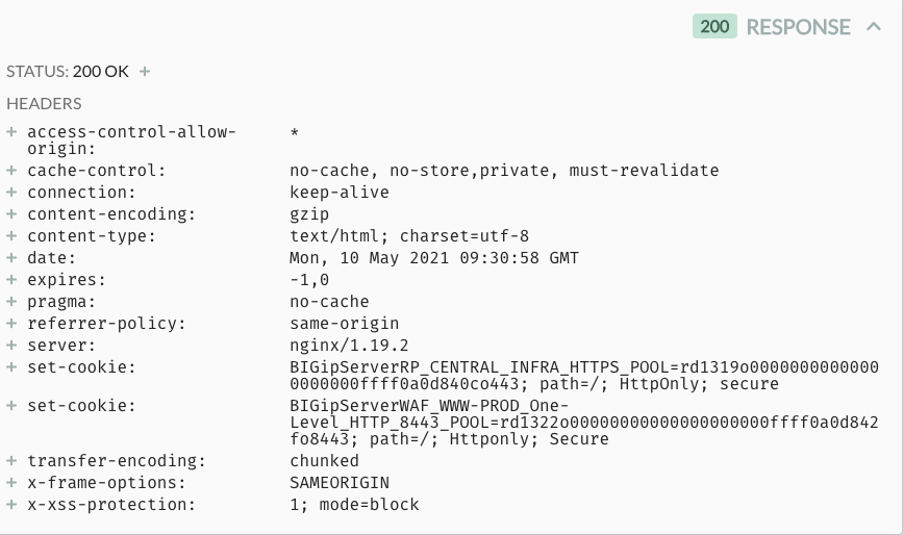 200 RESPONSE
STATUS: 200 OK +
HEADERS
+ access-control-allow- *
origin:
+ cache-control: no-cache, no-store,private, must-revalidate
+ connection: keep-alive
+ content-encoding: gzip
+ content-type: text/html; charset=utf-8
+ date: Mon, 10 May 2021 09:30:58 GMT
+ expires: -1,0
+ pragma: no-cache
+ referrer-policy: same-origin
+ server: nginx/1.19.2
+ set-cookie: BIGipServerRP_CENTRAL_INFRA_HTTPS_POOL=rd1319o0000000000000
0000000ffff0a0d840co443; path=/; HttpOnly; secure
+ set-cookie: BIGipServerWAF_WWW-PROD_One-
Level_HTTP_8443_POOL=rd1322o00000000000000000000ffff0a0d842
fo8443; path=/; Httponly; Secure
+ transfer-encoding: chunked
+ x-frame-options: SAMEORIGIN
+ x-xss-protection: 1; mode=block